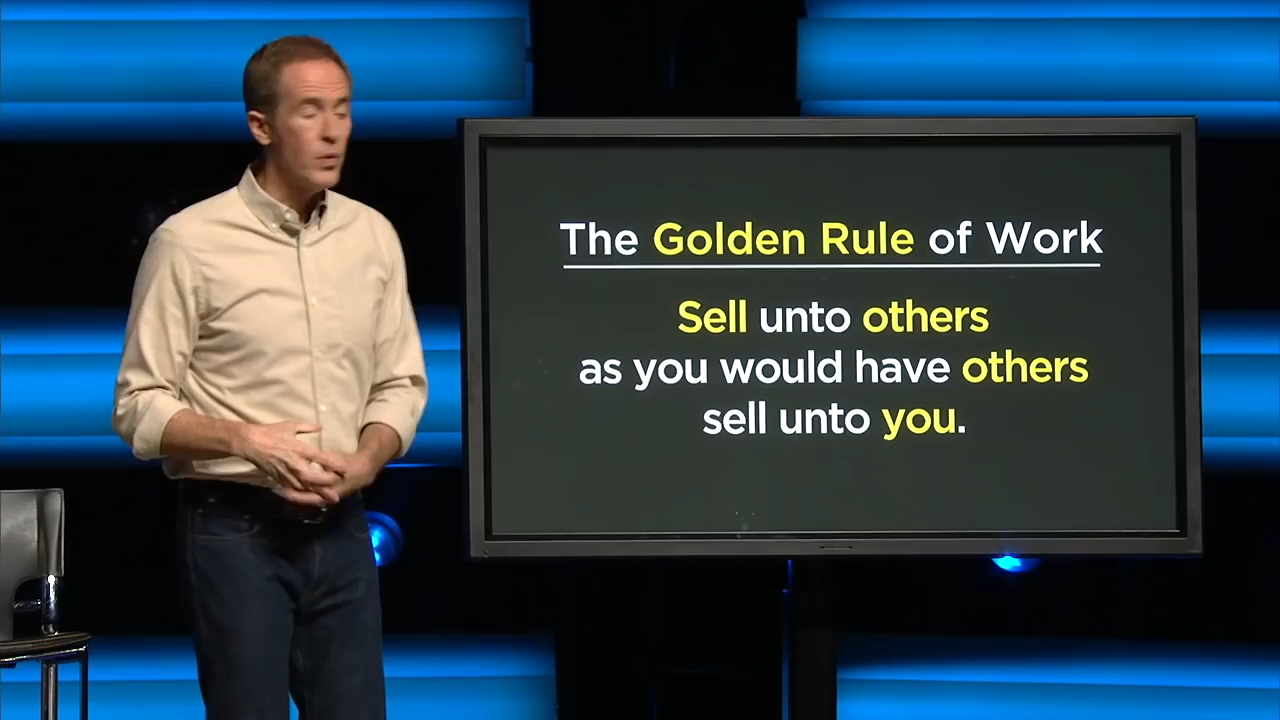 The Golden Rule of Work
Sell unto others
as you would have others
sell unto you.